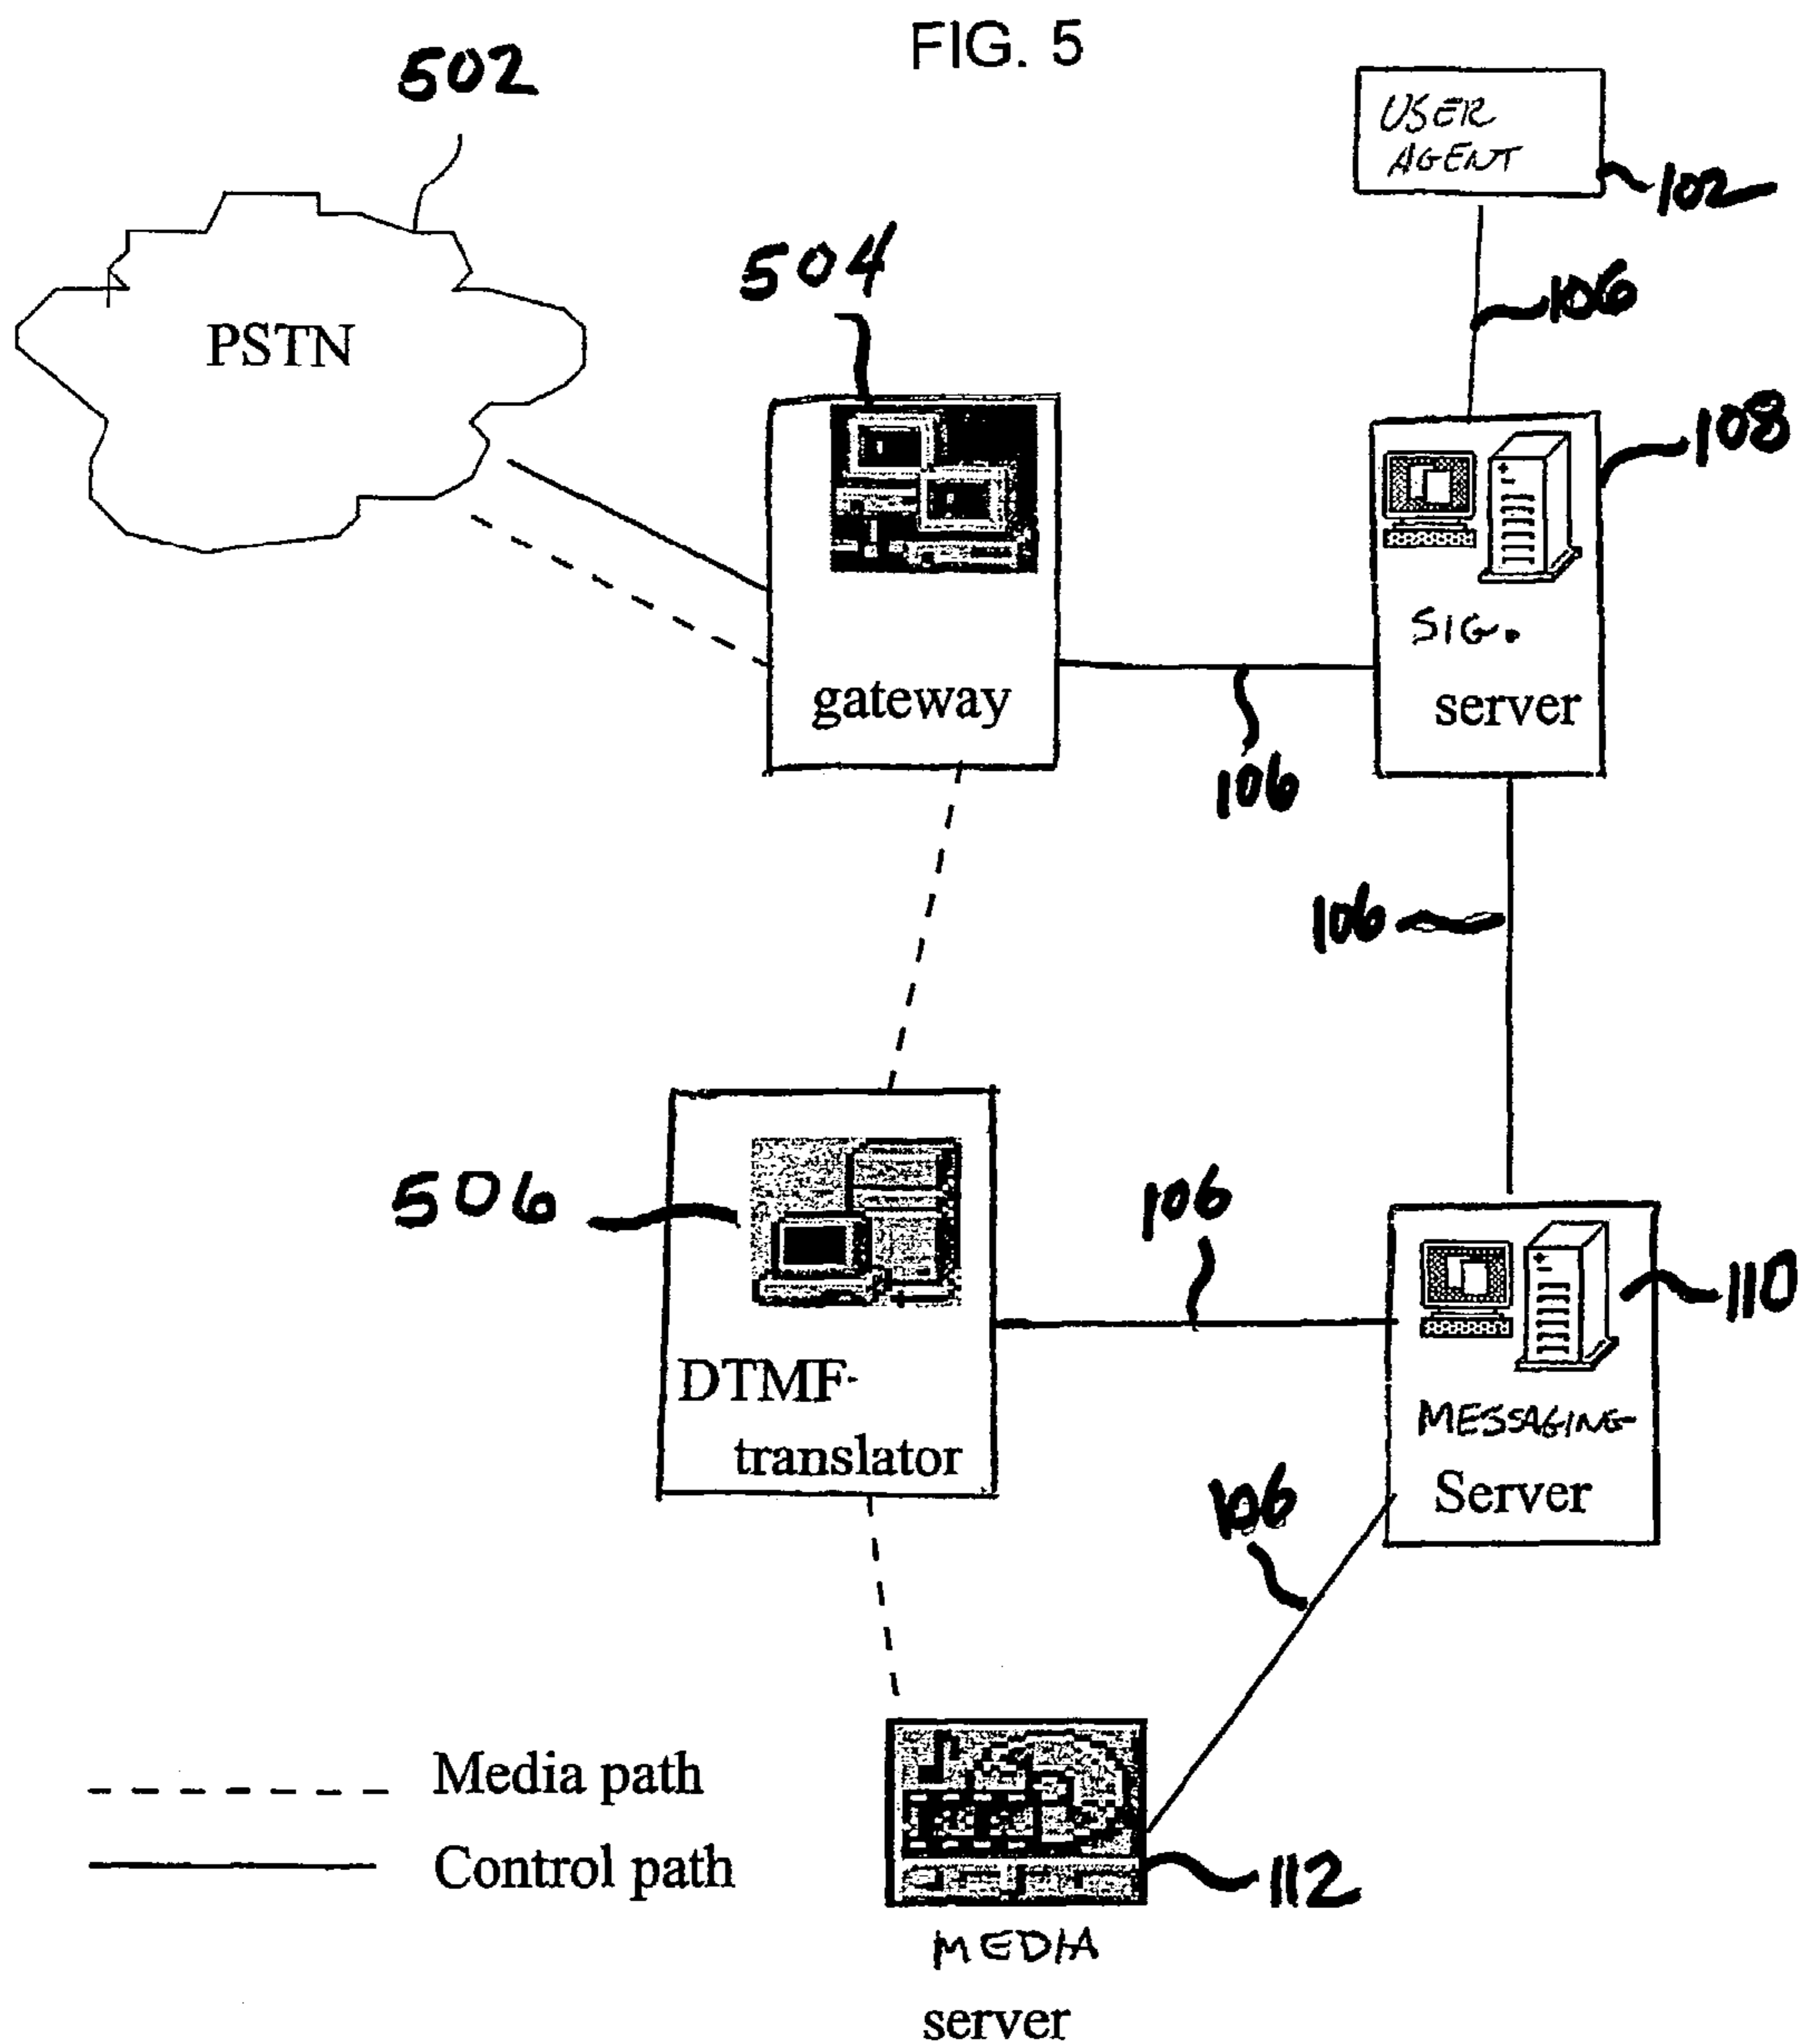 FIG. 5
502
USER
AGENT
102
504
106
PSTN
108
SIG.
gateway
server
106
106
506
106
110
DTMF-
translator
MESSAGING
Server
106
Media path
Control path
112
MEDIA
server